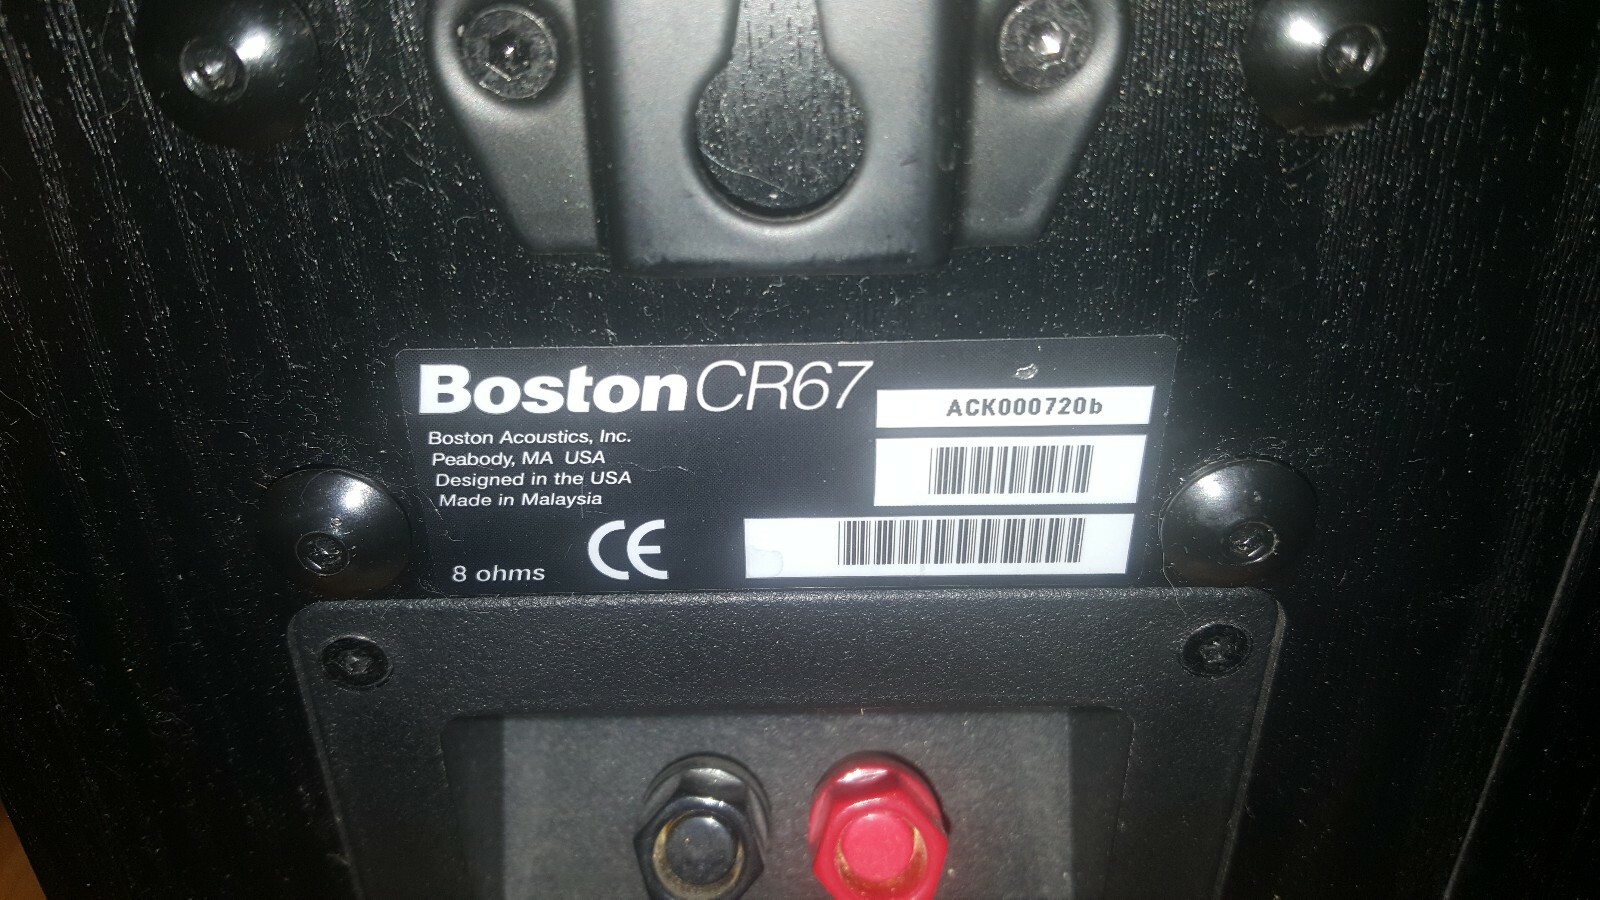 Boston CR67
ACK000720b
Boston Acoustics, Inc.
Peabody, MA USA
Designed in the USA
Made in Malaysia
8 ohms
CE